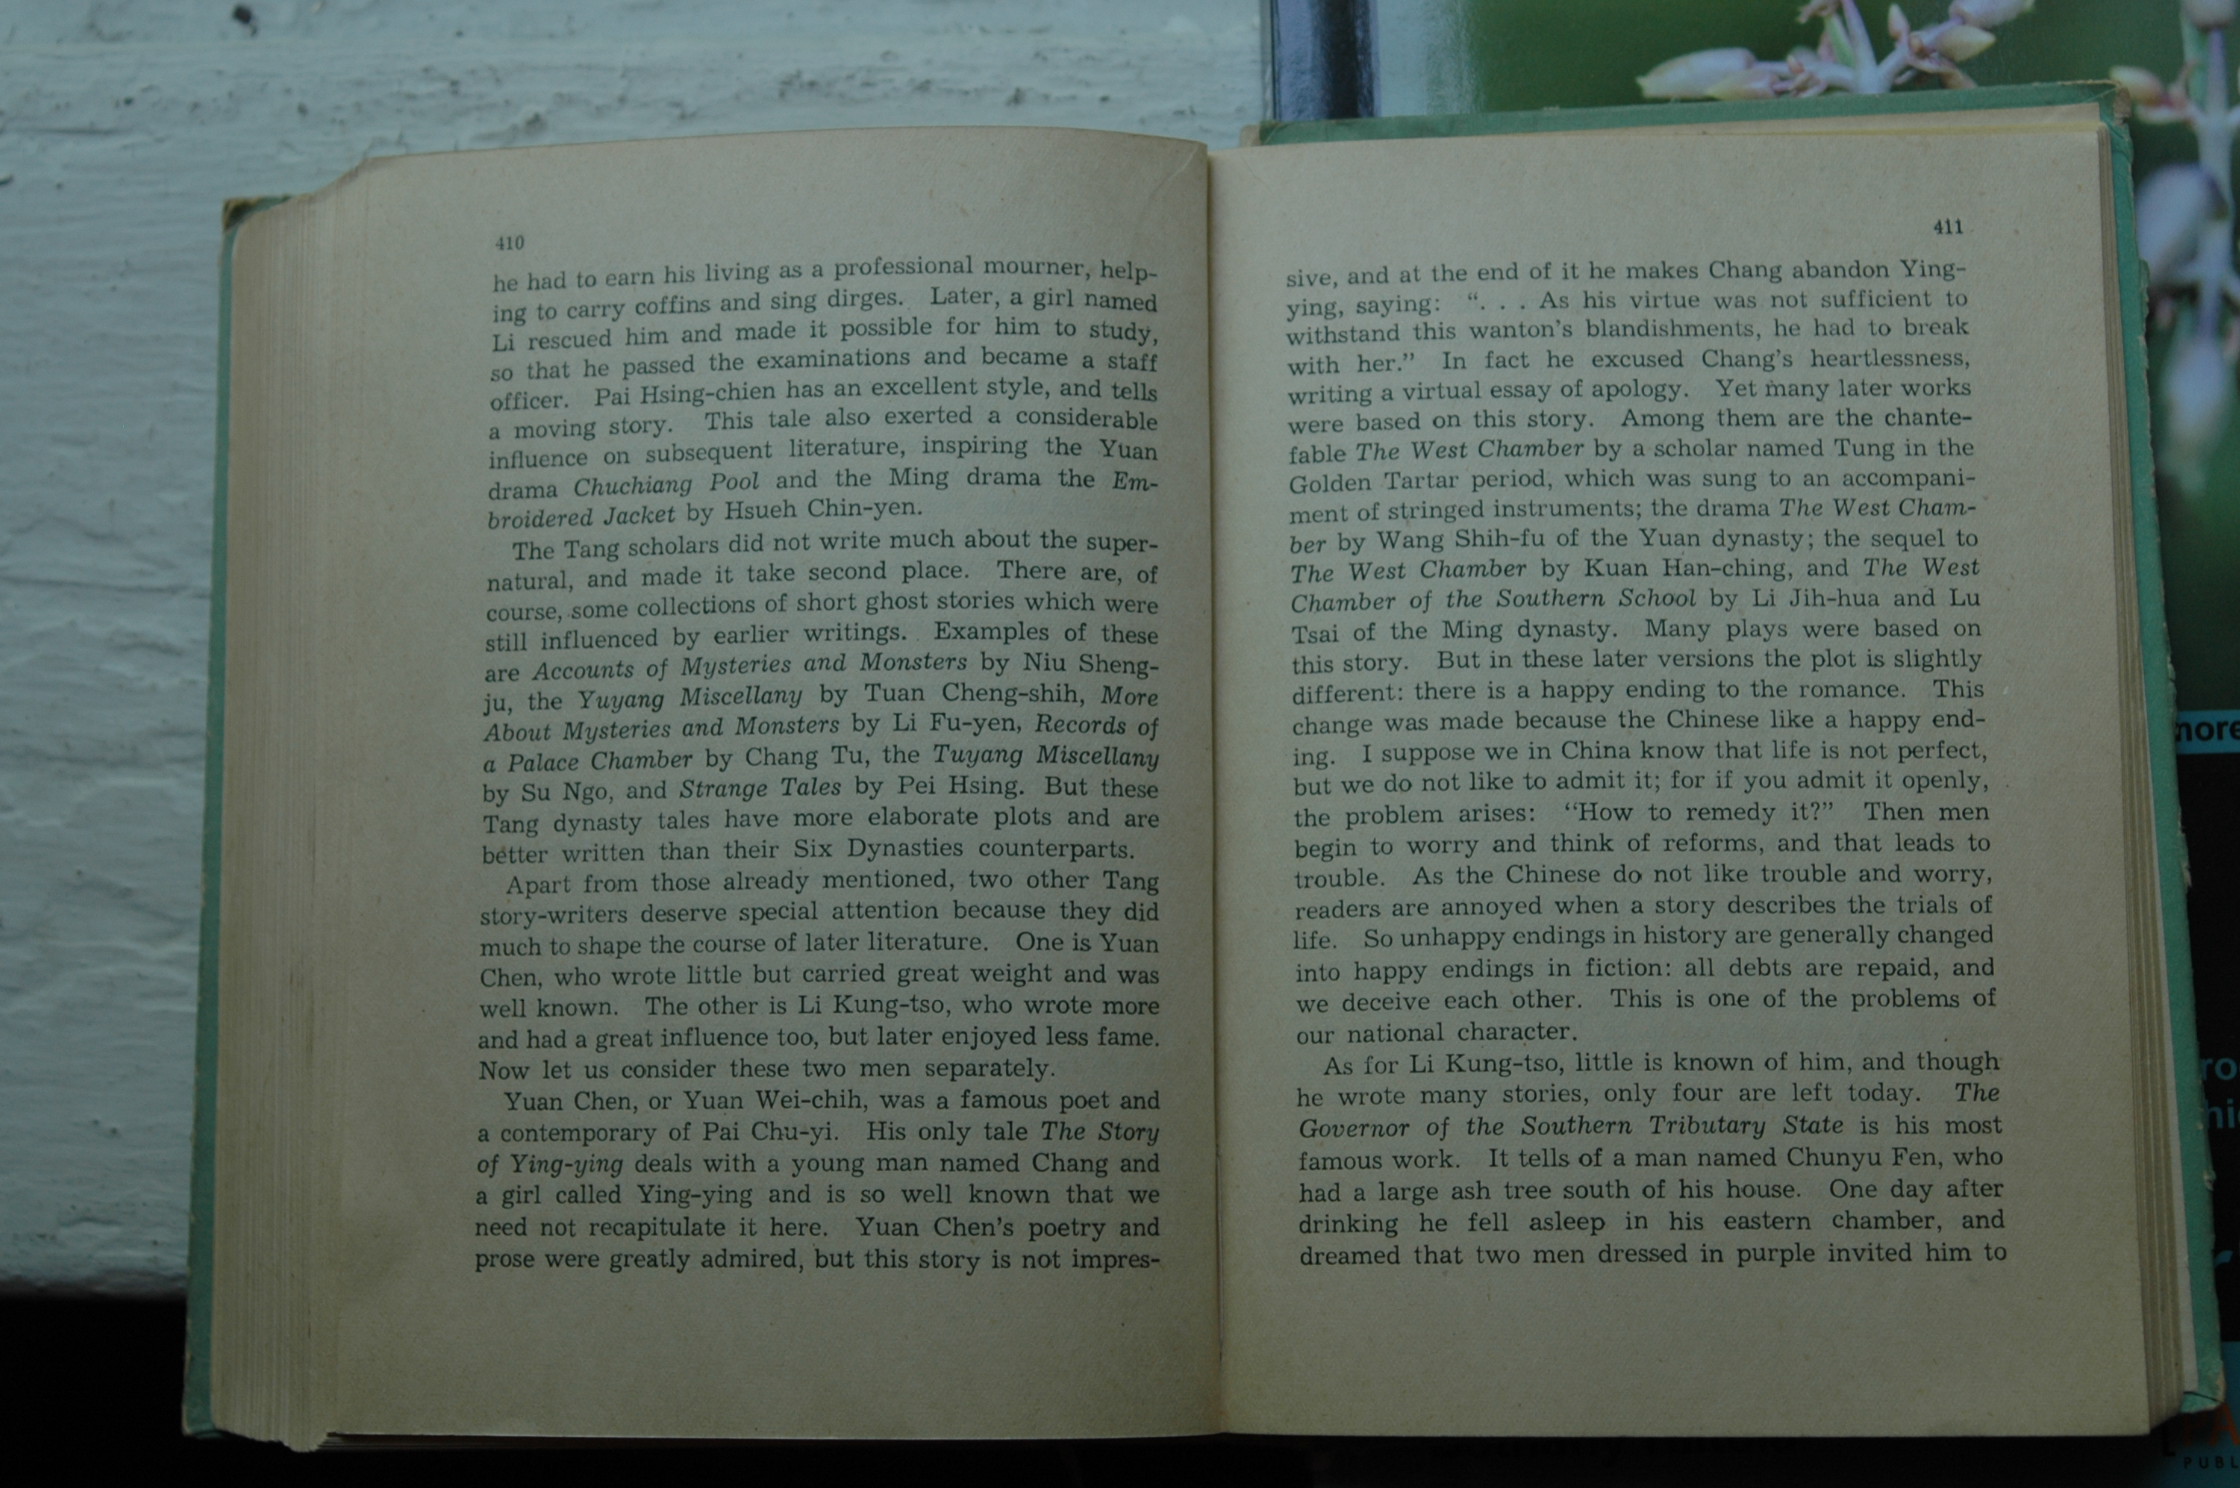 410
he had to earn his living as a professional mourner, help-
ing to carry coffins and sing dirges. Later, a girl named
Li rescued him and made it possible for him to study,
so that he passed the examinations and became a staff
officer. Pai Hsing-chien has an excellent style, and tells
a moving story. This tale also exerted a considerable
influence on subsequent literature, inspiring the Yuan
drama Chuchiang Pool and the Ming drama the Em-
broidered Jacket by Hsueh Chin-yen.
The Tang scholars did not write much about the super-
natural, and made it take second place. There are, of
course, some collections of short ghost stories which were
still influenced by earlier writings. Examples of these
are Accounts of Mysteries and Monsters by Niu Sheng-
ju, the Yuyang Miscellany by Tuan Cheng-shih, More
About Mysteries and Monsters by Li Fu-yen, Records of
a Palace Chamber by Chang Tu, the Tuyang Miscellany
by Su Ngo, and Strange Tales by Pei Hsing. But these
Tang dynasty tales have more elaborate plots and are
better written than their Six Dynasties counterparts.
Apart from those already mentioned, two other Tang
story-writers deserve special attention because they did
much to shape the course of later literature. One is Yuan
Chen, who wrote little but carried great weight and was
well known. The other is Li Kung-tso, who wrote more
and had a great influence too, but later enjoyed less fame.
Now let us consider these two men separately.
Yuan Chen, or Yuan Wei-chih, was a famous poet and
a contemporary of Pai Chu-yi. His only tale The Story
of Ying-ying deals with a young man named Chang and
a girl called Ying-ying and is so well known that we
need not recapitulate it here. Yuan Chen's poetry and
prose were greatly admired, but this story is not impres-
411
sive, and at the end of it he makes Chang abandon Ying-
ying, saying: ". . . As his virtue was not sufficient to
withstand this wanton's blandishments, he had to break
with her." In fact he excused Chang's heartlessness,
writing a virtual essay of apology. Yet many later works
were based on this story. Among them are the chante-
fable The West Chamber by a scholar named Tung in the
Golden Tartar period, which was sung to an accompani-
ment of stringed instruments; the drama The West Cham-
ber by Wang Shih-fu of the Yuan dynasty; the sequel to
The West Chamber by Kuan Han-ching, and The West
Chamber of the Southern School by Li Jih-hua and Lu
Tsai of the Ming dynasty. Many plays were based on
this story. But in these later versions the plot is slightly
different: there is a happy ending to the romance. This
change was made because the Chinese like a happy end-
ing. I suppose we in China know that life is not perfect,
but we do not like to admit it; for if you admit it openly,
the problem arises: "How to remedy it?" Then men
begin to worry and think of reforms, and that leads to
trouble. As the Chinese do not like trouble and worry,
readers are annoyed when a story describes the trials of
life. So unhappy endings in history are generally changed
into happy endings in fiction: all debts are repaid, and
we deceive each other. This is one of the problems of
our national character.
As for Li Kung-tso, little is known of him, and though
he wrote many stories, only four are left today. The
Governor of the Southern Tributary State is his most
famous work. It tells of a man named Chunyu Fen, who
had a large ash tree south of his house. One day after
drinking he fell asleep in his eastern chamber, and
dreamed that two men dressed in purple invited him to
more